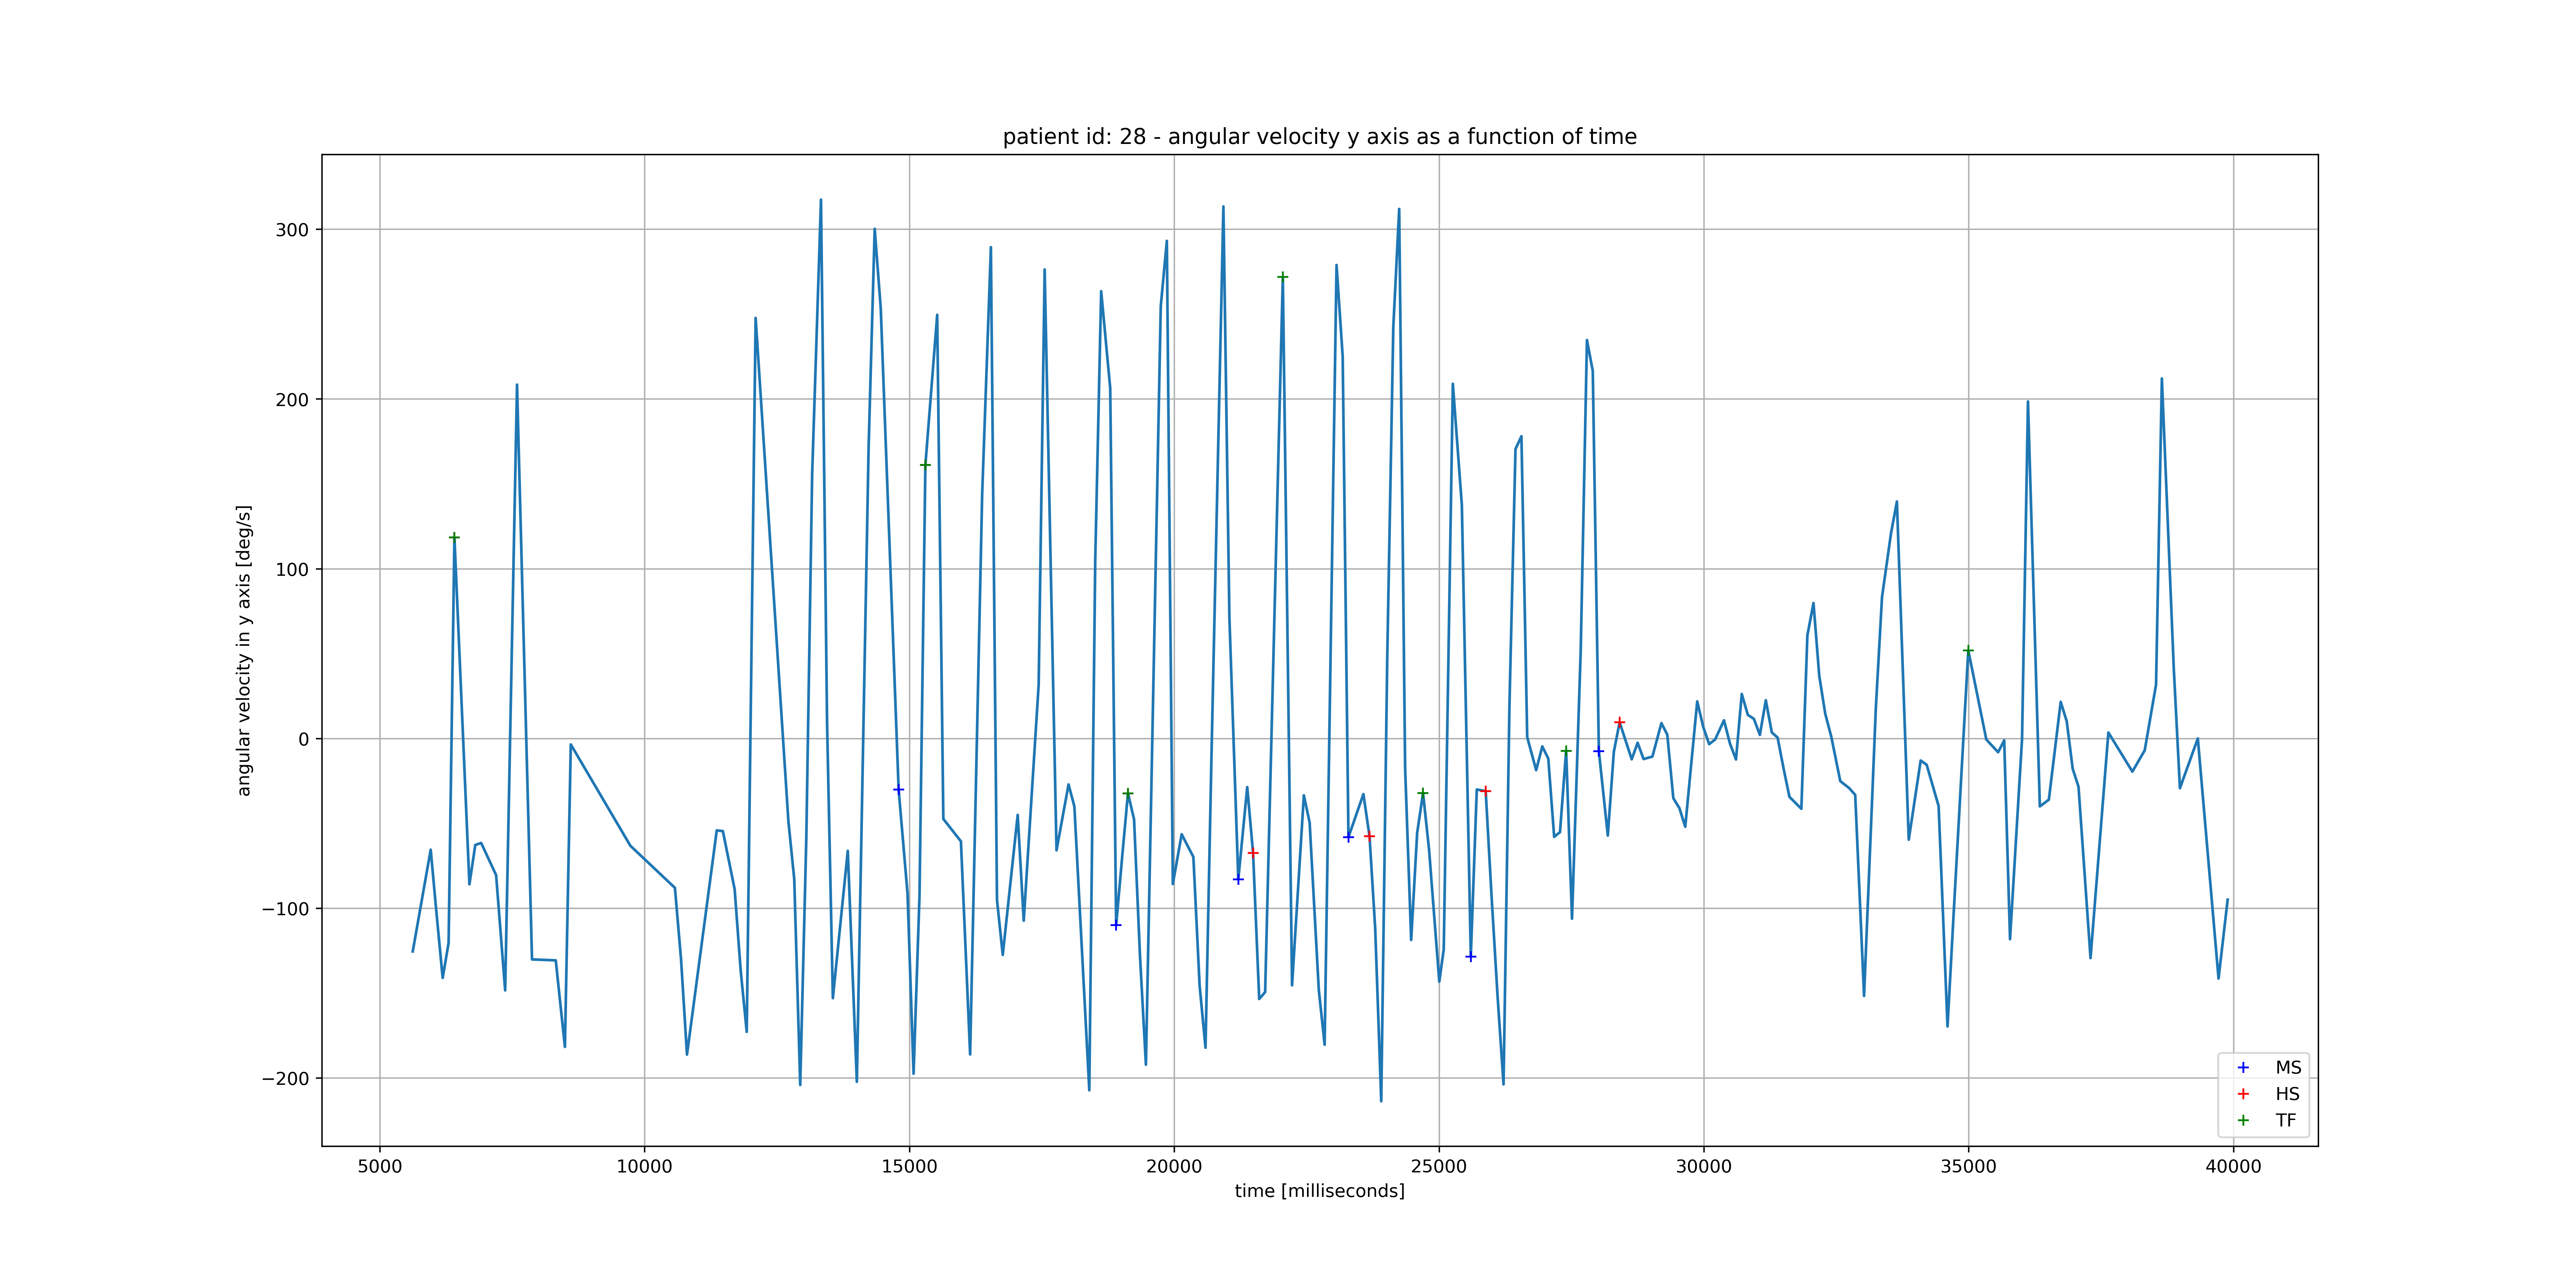 patient id: 28 - angular velocity y axis as a function of time
angular velocity in y axis [deg/s]
300
200
100
0
−100
−200
5000
10000
15000
20000
25000
30000
35000
40000
time [milliseconds]
MS
HS
TF